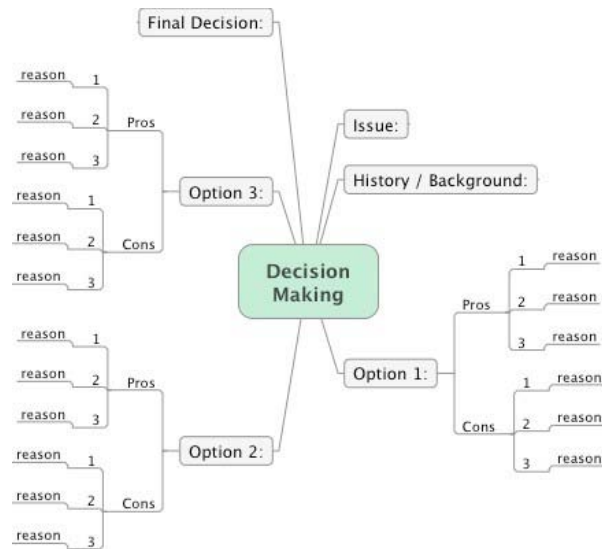 Final Decision:
Issue:
History / Background:
Decision
Making
Option 1:
Pros
1
reason
2
reason
3
reason
Cons
1
reason
2
reason
3
reason
Option 2:
Pros
1
reason
2
reason
3
reason
Cons
1
reason
2
reason
3
reason
Option 3:
Pros
1
reason
2
reason
3
reason
Cons
1
reason
2
reason
3
reason